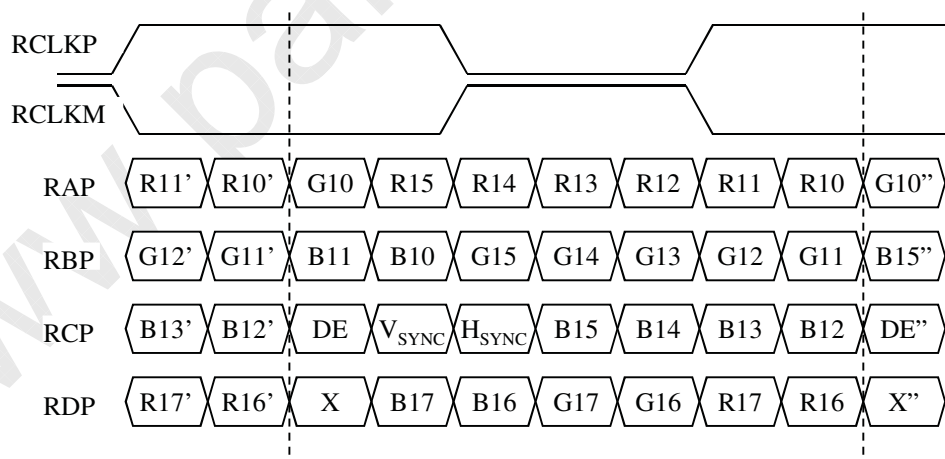 RCLKP
RCLKM
RAP R11’ R10’ G10 R15 R14 R13 R12 R11 R10 G10”
RBP G12’ G11’ B11 B10 G15 G14 G13 G12 G11 B15”
RCP B13’ B12’ DE VSYNC HSYNC B15 B14 B13 B12 DE”
RDP R17’ R16’ X B17 B16 G17 G16 R17 R16 X”